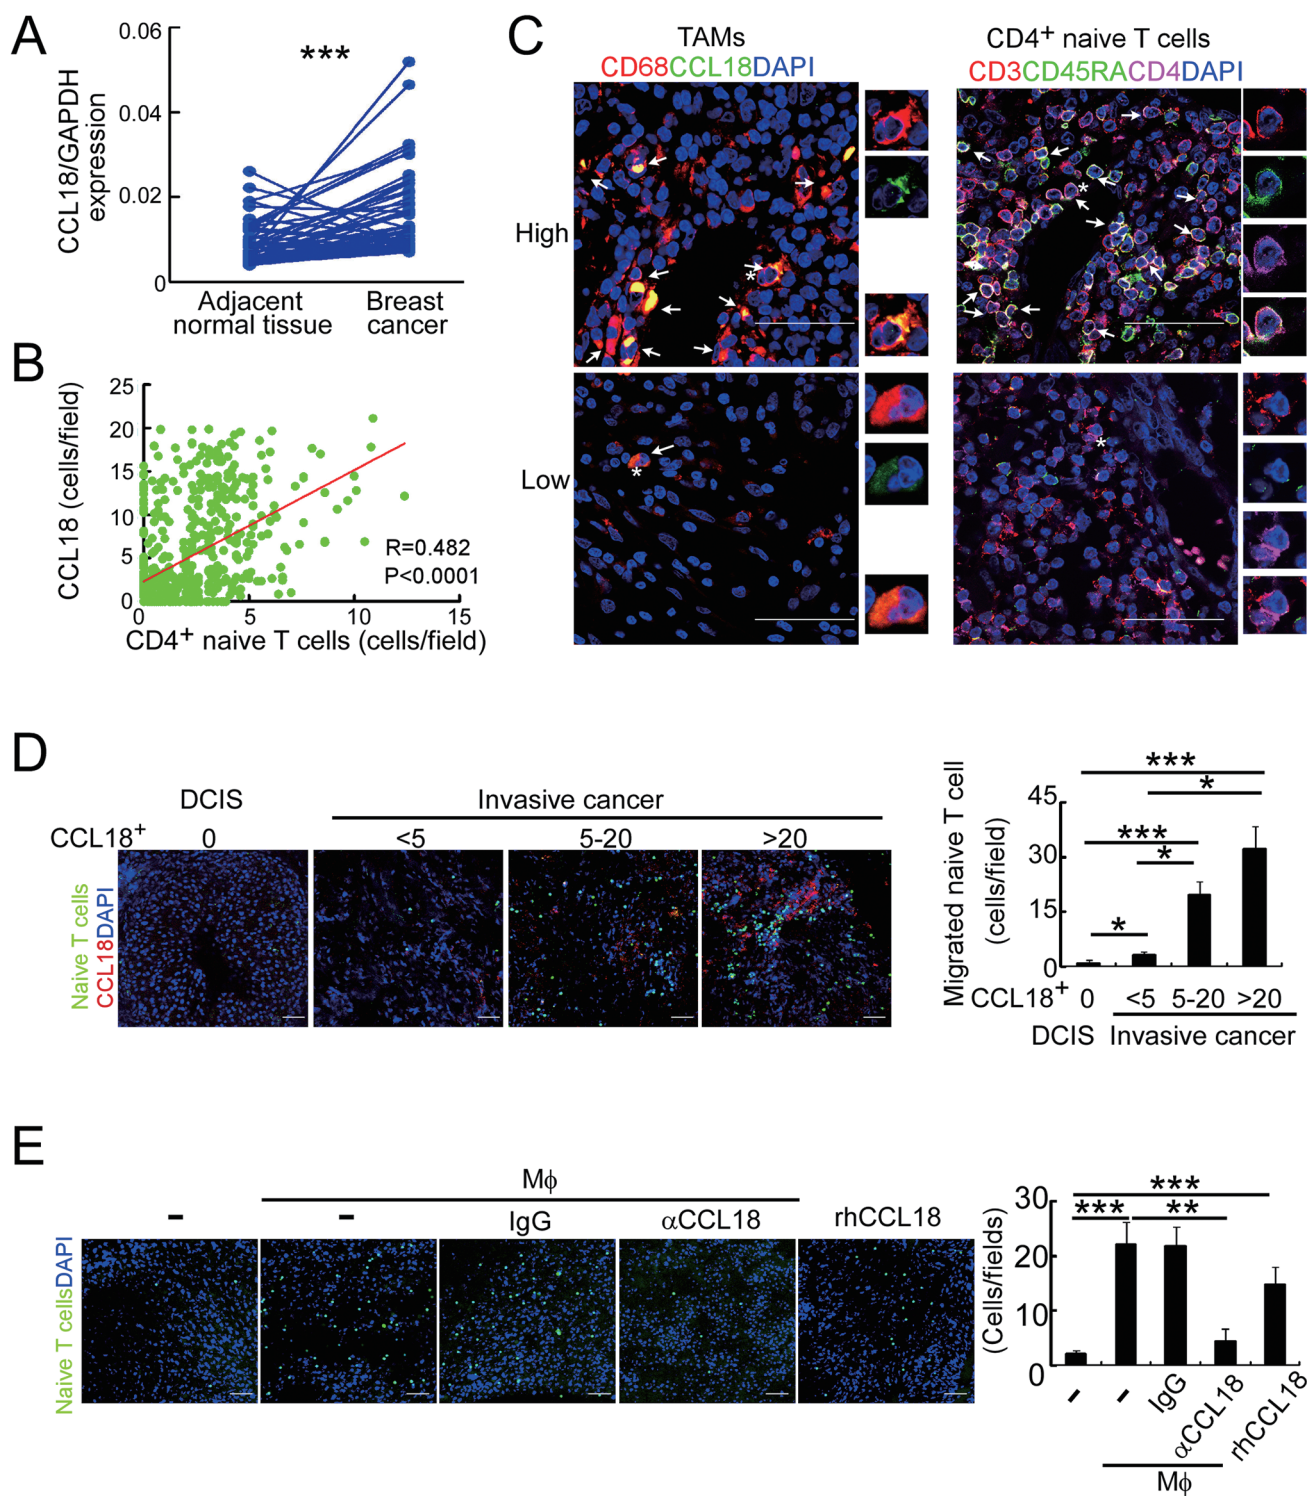 A
0.06
0.04
0.02
0
CCL18/GAPDH
expression
***
Adjacent
normal tissue
Breast
cancer
B
25
20
15
10
5
0
CCL18 (cells/field)
R=0.482
P<0.0001
5
10
15
CD4+ naive T cells (cells/field)
C
TAMs
CD68CCL18DAPI
CD4+ naive T cells
CD3CD45RACD4DAPI
High
*
*
Low
*
*
D
DCIS
Invasive cancer
CCL18+
0
<5
5-20
>20
Naive T cells
CCL18DAPI
Migrated naive T cell
(cells/field)
45
30
15
0
***
*
***
*
*
CCL18+
0
<5
5-20
>20
DCIS
Invasive cancer
E
Mϕ
-
-
IgG
αCCL18
rhCCL18
Naive T cellsDAPI
(Cells/fields)
30
20
10
0
***
***
**
-
-
IgG
αCCL18
rhCCL18
Mϕ